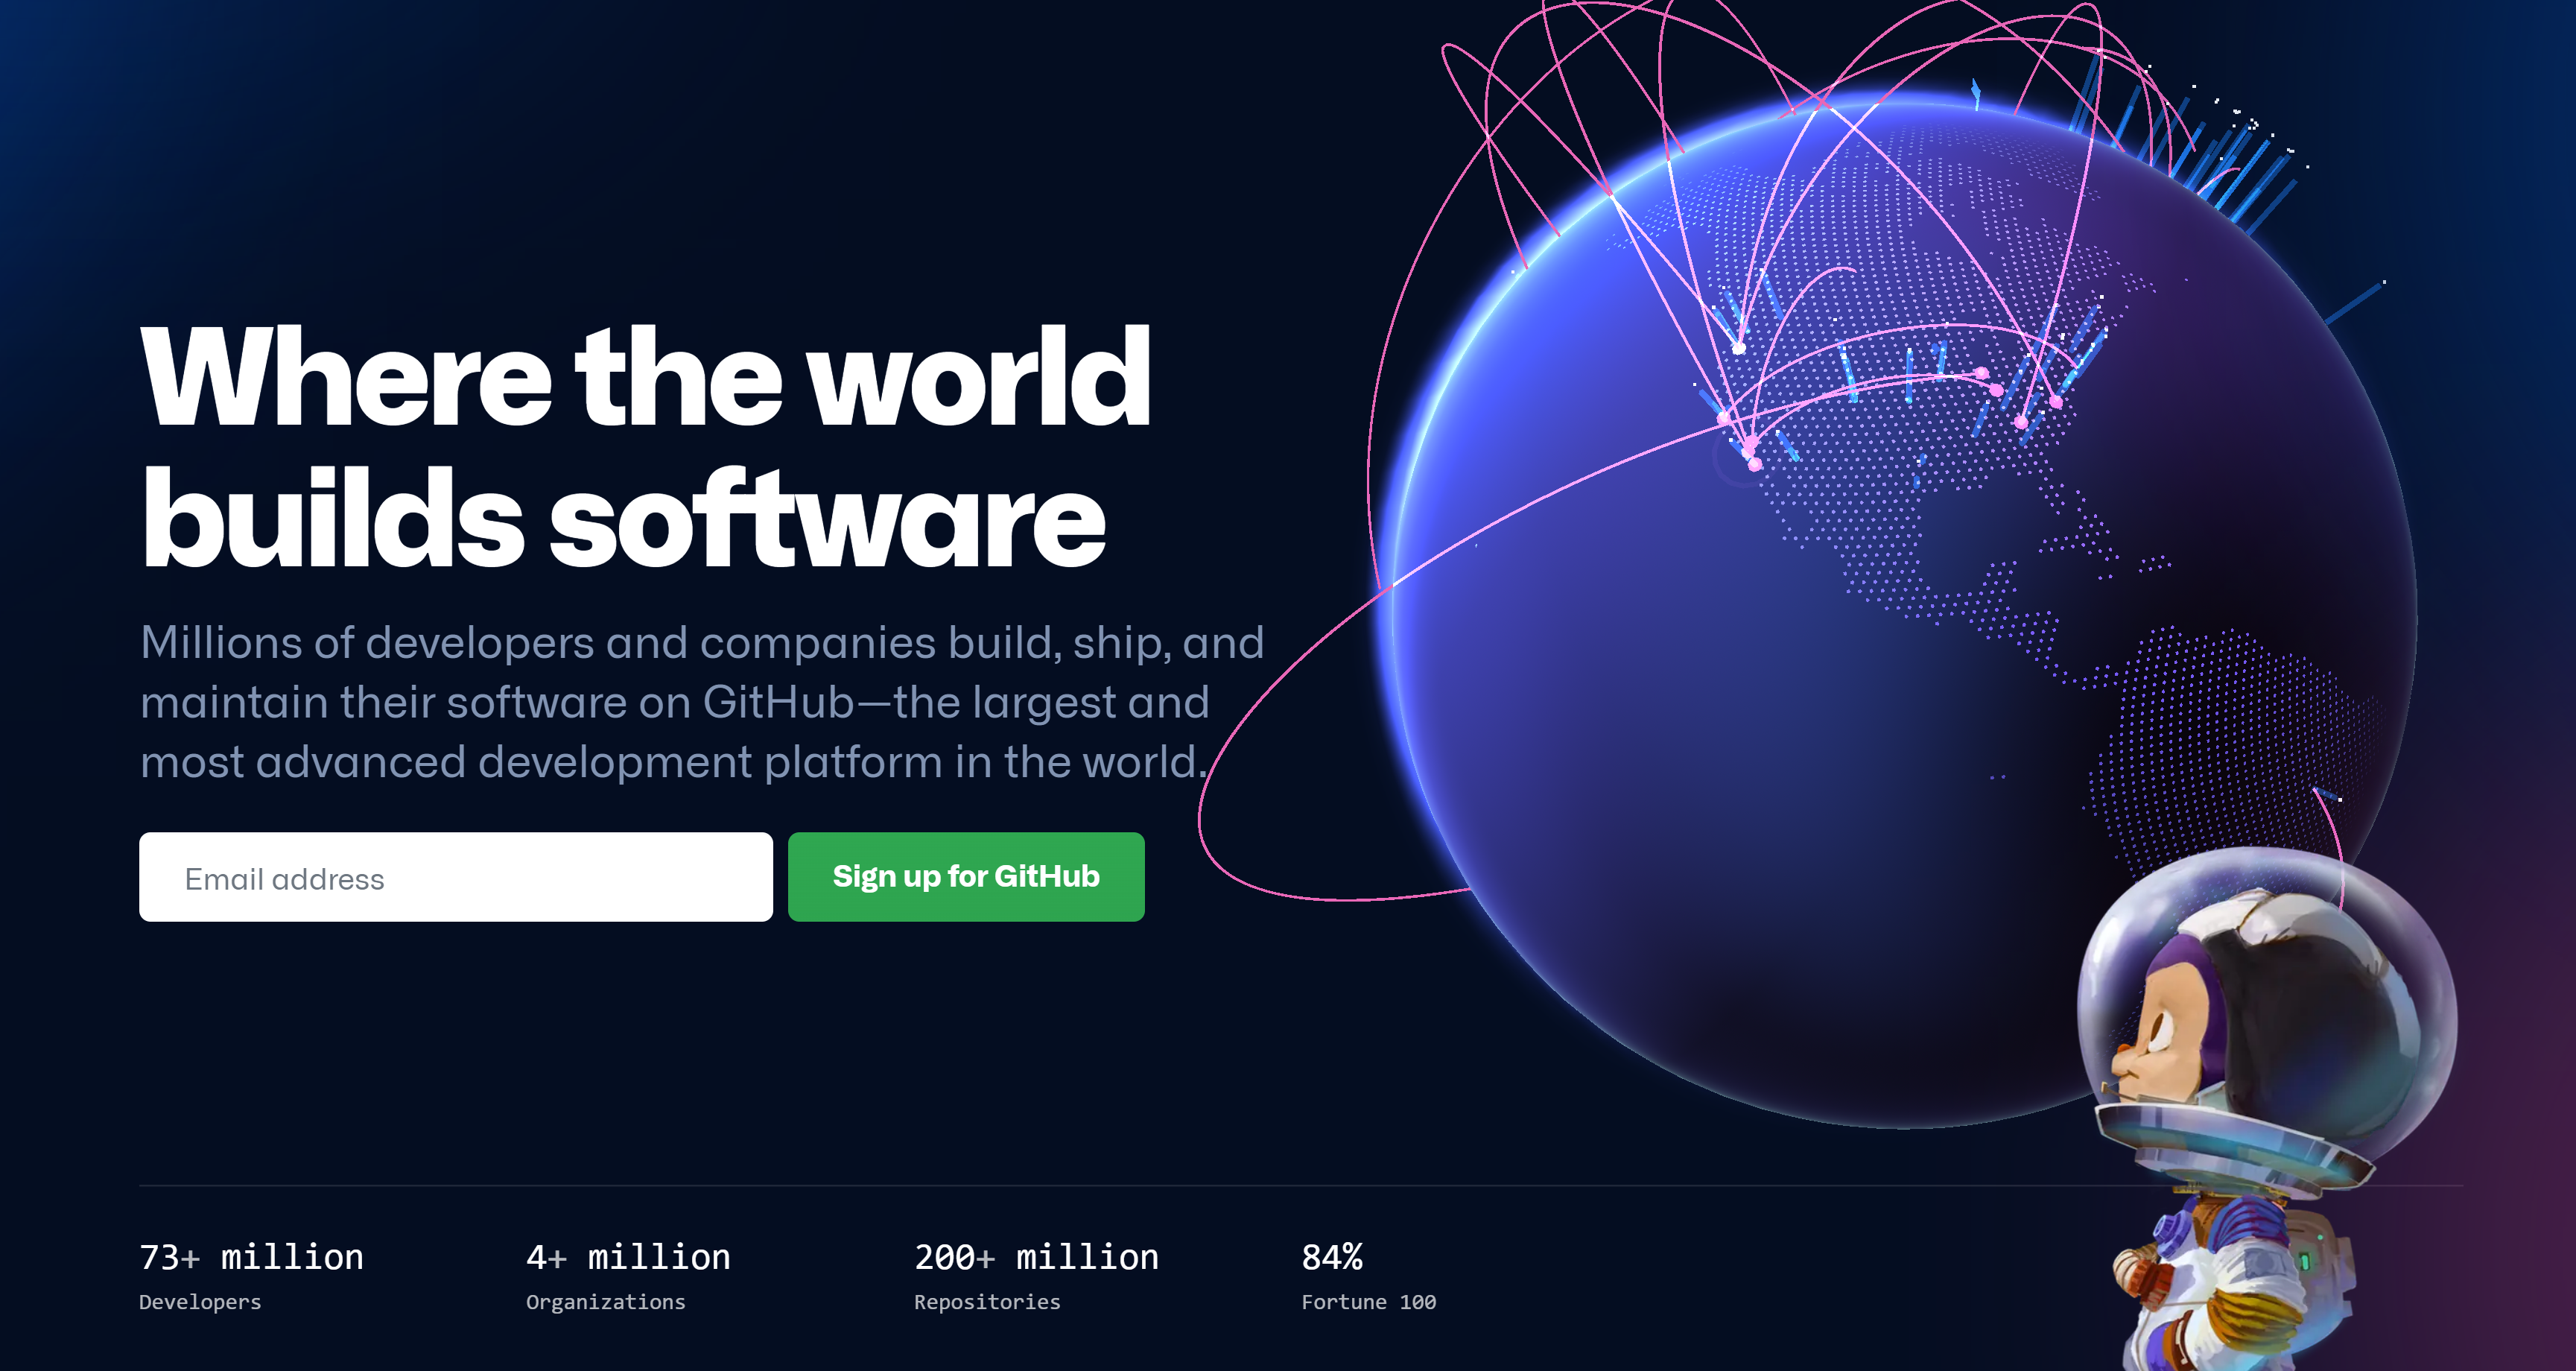 Where the world
builds software
Millions of developers and companies build, ship, and
maintain their software on GitHub—the largest and
most advanced development platform in the world.
Email address
Sign up for GitHub
73+ million
Developers
4+ million
Organizations
200+ million
Repositories
84%
Fortune 100